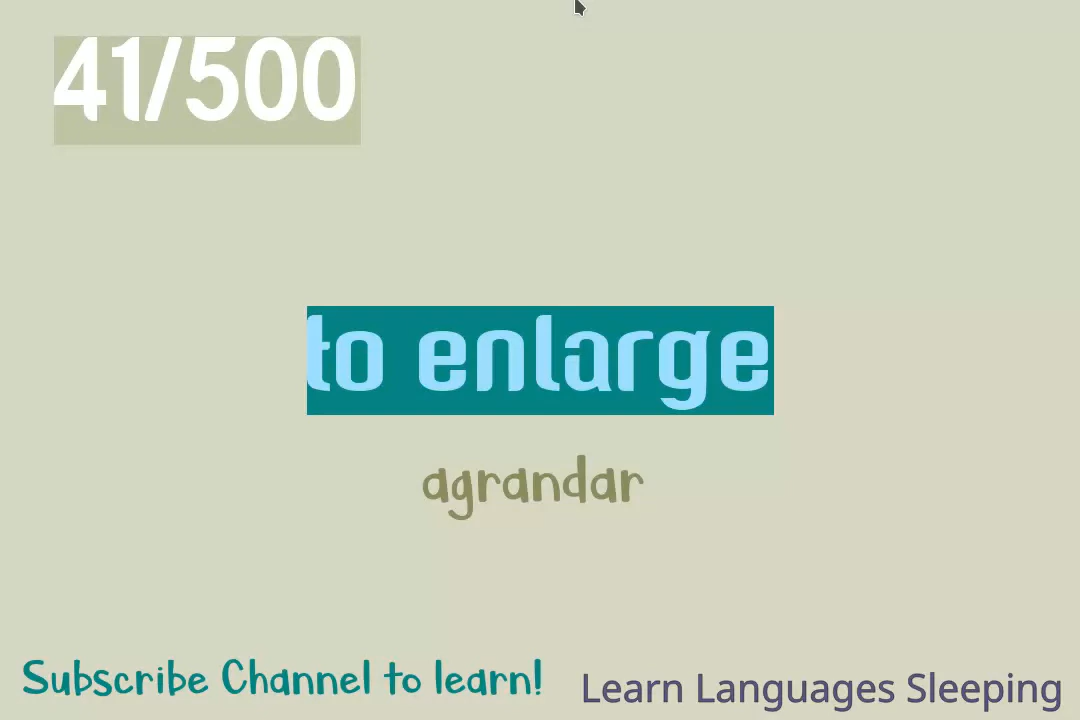 41/500
to enlarge
agrandar
Subscribe Channel to learn!
Learn Languages Sleeping